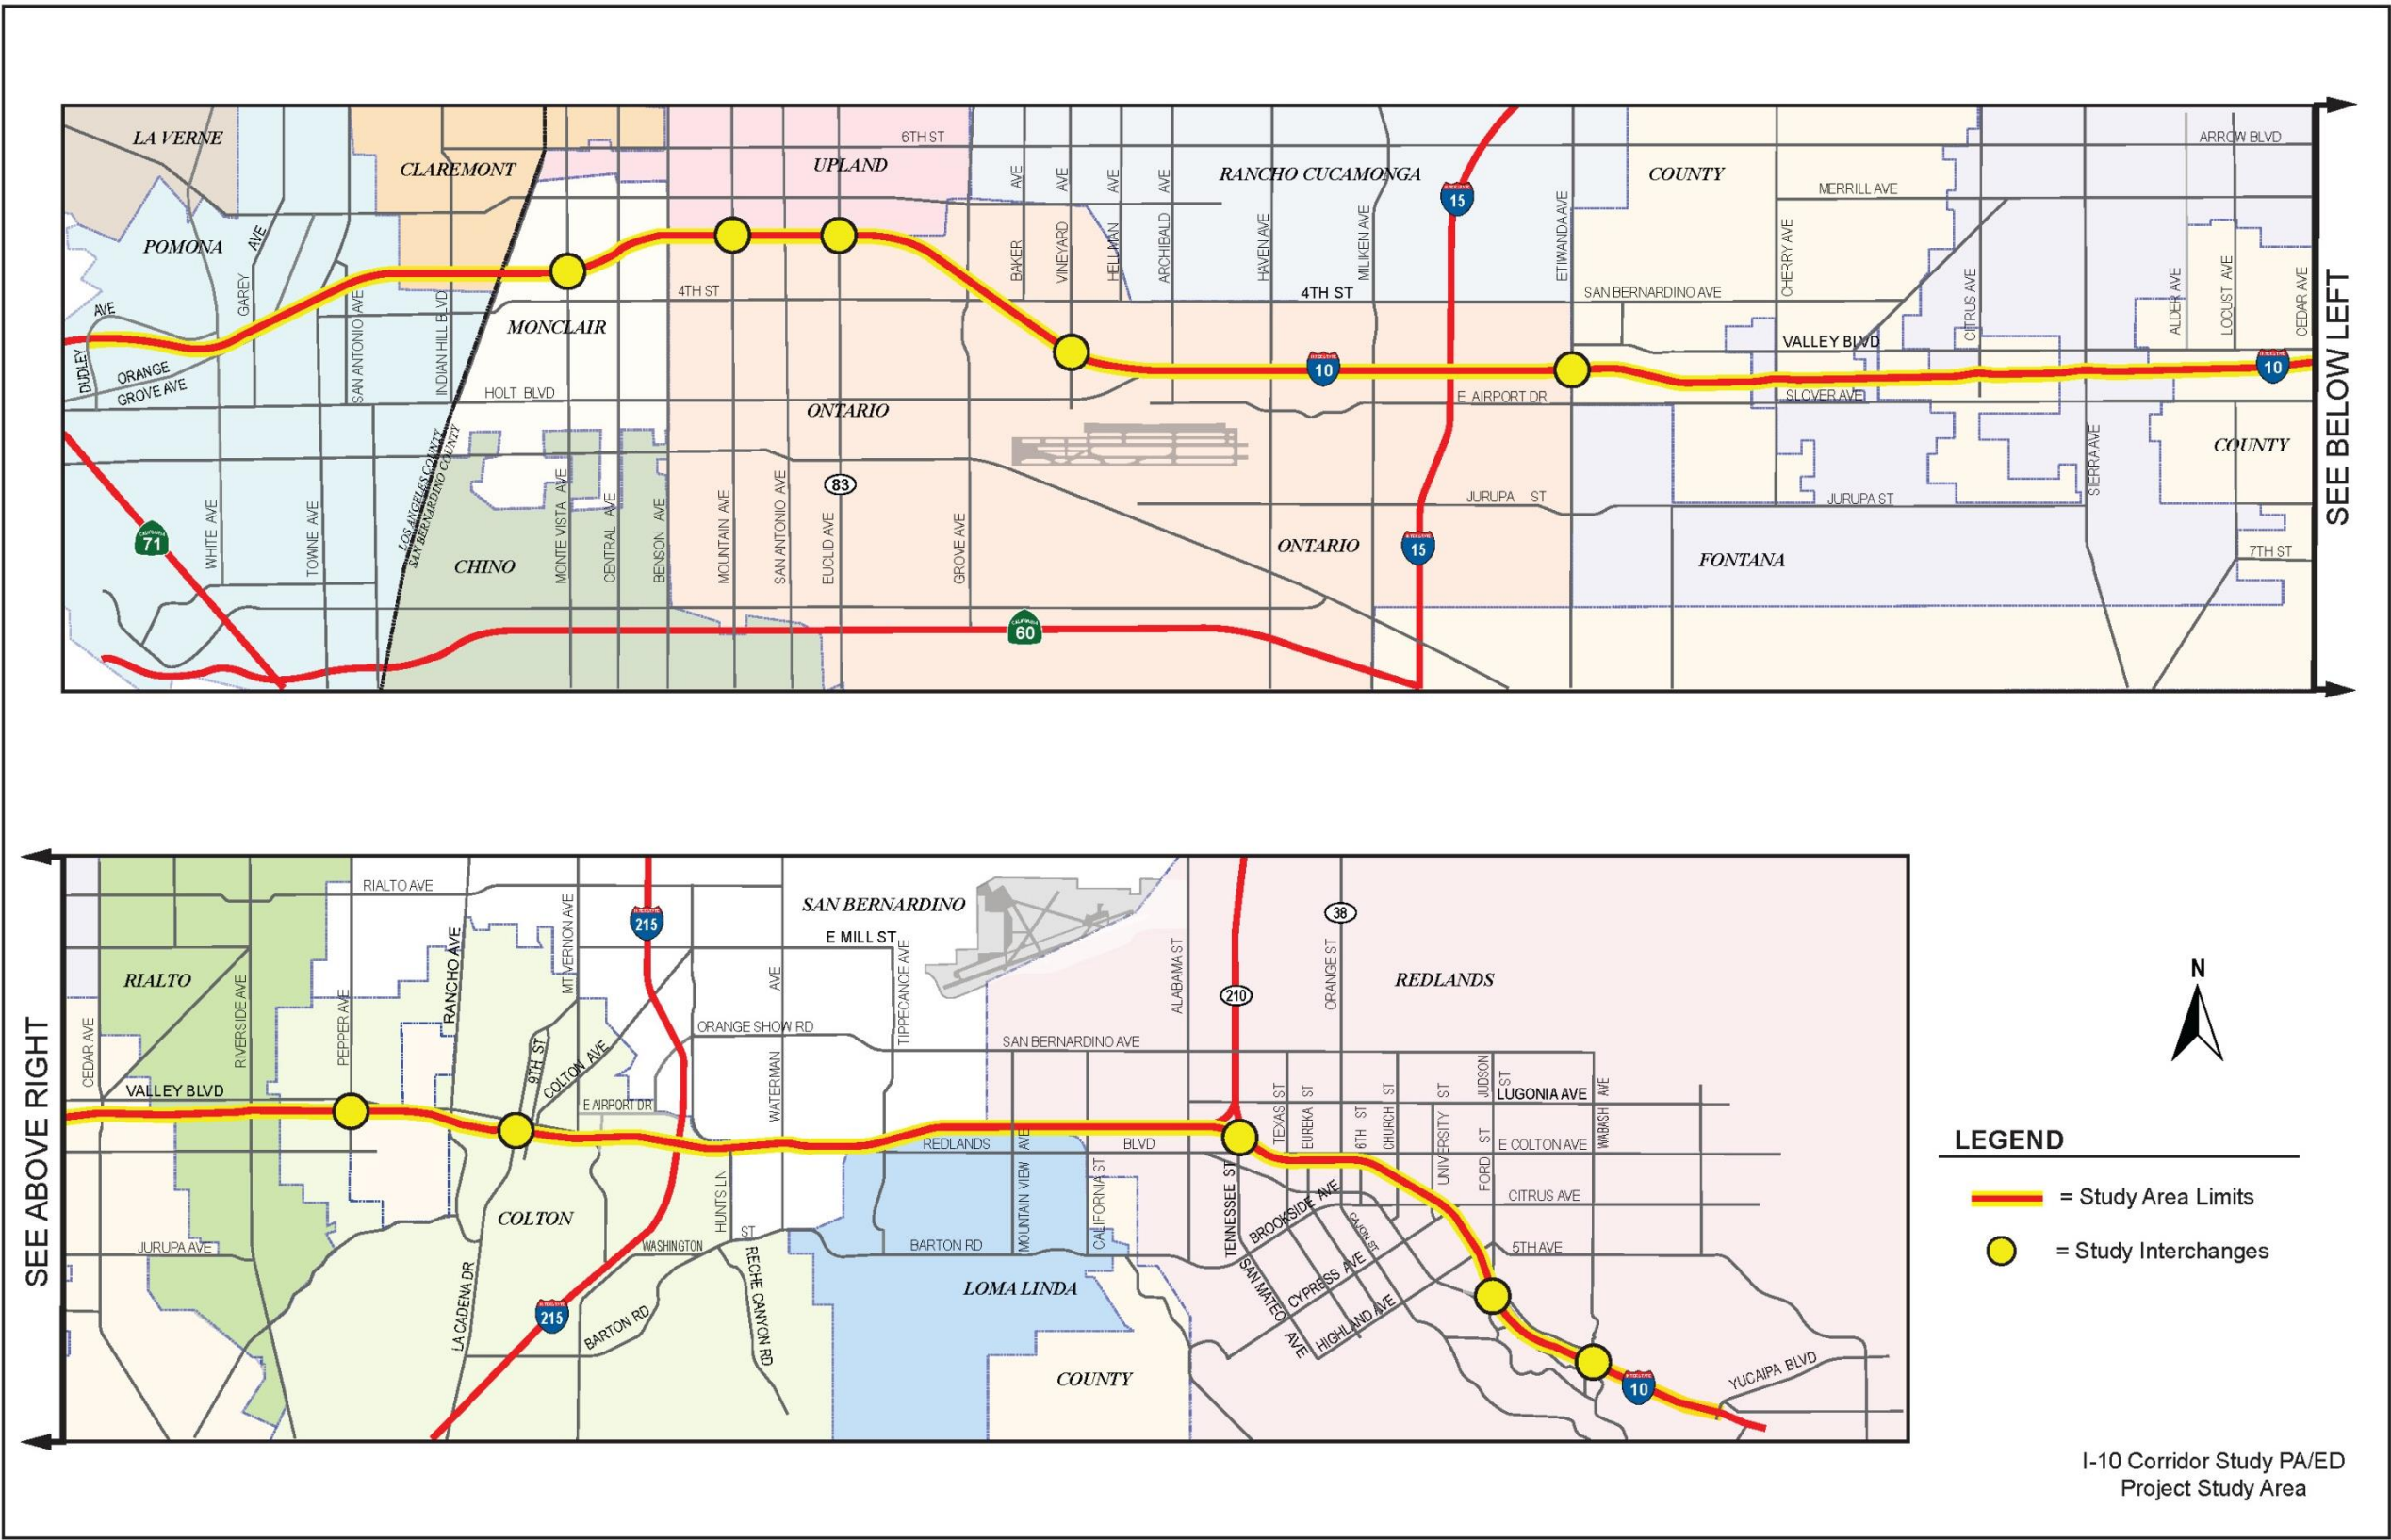 LA VERNE
CLAREMONT
UPLAND
6TH ST
RANCHO CUCAMONGA
COUNTY
ARROW BLVD
MERRILL AVE
POMONA
AVE
GAREY
BAKER AVE
VINEYARD AVE
HELLMAN AVE
ARCHIBALD AVE
HAVEN AVE
MILIKEN AVE
15
ETIWANDA AVE
CHERRY AVE
CITRUS AVE
ALDER AVE
LOCUST AVE
CEDAR AVE
4TH ST
4TH ST
SAN BERNARDINO AVE
AVE
DUDLEY
ORANGE
GROVE AVE
SAN ANTONIO AVE
INDIAN HILL BLVD
MONCLAIR
VALLEY BLVD
10
10
HOLT BLVD
ONTARIO
E AIRPORT DR
SLOVER AVE
COUNTY
LOS ANGELES COUNTY
SAN BERNARDINO COUNTY
83
71
WHITE AVE
TOWNE AVE
CHINO
MONTE VISTA AVE
CENTRAL AVE
BENSON AVE
MOUNTAIN AVE
SAN ANTONIO AVE
EUCLID AVE
GROVE AVE
ONTARIO
JURUPA ST
15
JURUPA ST
SIERRA AVE
FONTANA
7TH ST
60
SEE BELOW LEFT
SEE ABOVE RIGHT
RIALTO AVE
215
SAN BERNARDINO
E MILL ST
38
RIALTO
RIVERSIDE AVE
PEPPER AVE
RANCHO AVE
MT VERNON AVE
WATERMAN AVE
TIPPECANOE AVE
ALABAMA ST
210
ORANGE ST
REDLANDS
CEDAR AVE
VALLEY BLVD
9TH ST
COLTON AVE
ORANGE SHOW RD
SAN BERNARDINO AVE
E AIRPORT DR
TEXAS ST
EUREKA ST
6TH ST
CHURCH ST
UNIVERSITY ST
JUDSON ST
LUGONIA AVE
WABASH AVE
REDLANDS BLVD
MOUNTAIN VIEW AVE
CALIFORNIA ST
E COLTON AVE
FORD ST
CITRUS AVE
COLTON
HUNTS LN
WASHINGTON ST
JURUPA AVE
BARTON RD
TENNESSEE ST
BROOKSIDE AVE
CAJON ST
5TH AVE
LA CADENA DR
215
BARTON RD
RECHE CANYON RD
LOMA LINDA
SAN MATEO AVE
CYPRESS AVE
HIGHLAND AVE
COUNTY
10
YUCAIPA BLVD
N
LEGEND
= Study Area Limits
= Study Interchanges
I-10 Corridor Study PA/ED
Project Study Area